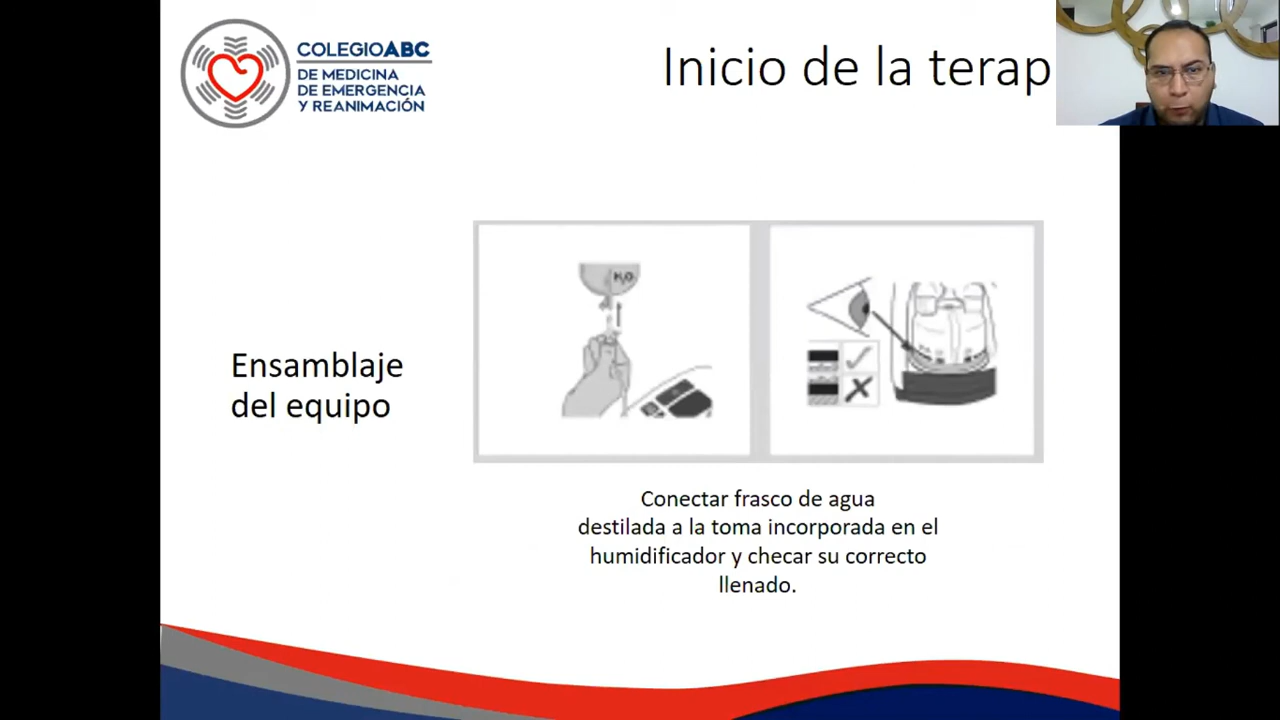 COLEGIOABC
DE MEDICINA
DE EMERGENCIA
Y REANIMACIÓN
Inicio de la terap
H₂O
Ensamblaje
del equipo
Conectar frasco de agua
destilada a la toma incorporada en el
humidificador y checar su correcto
llenado.